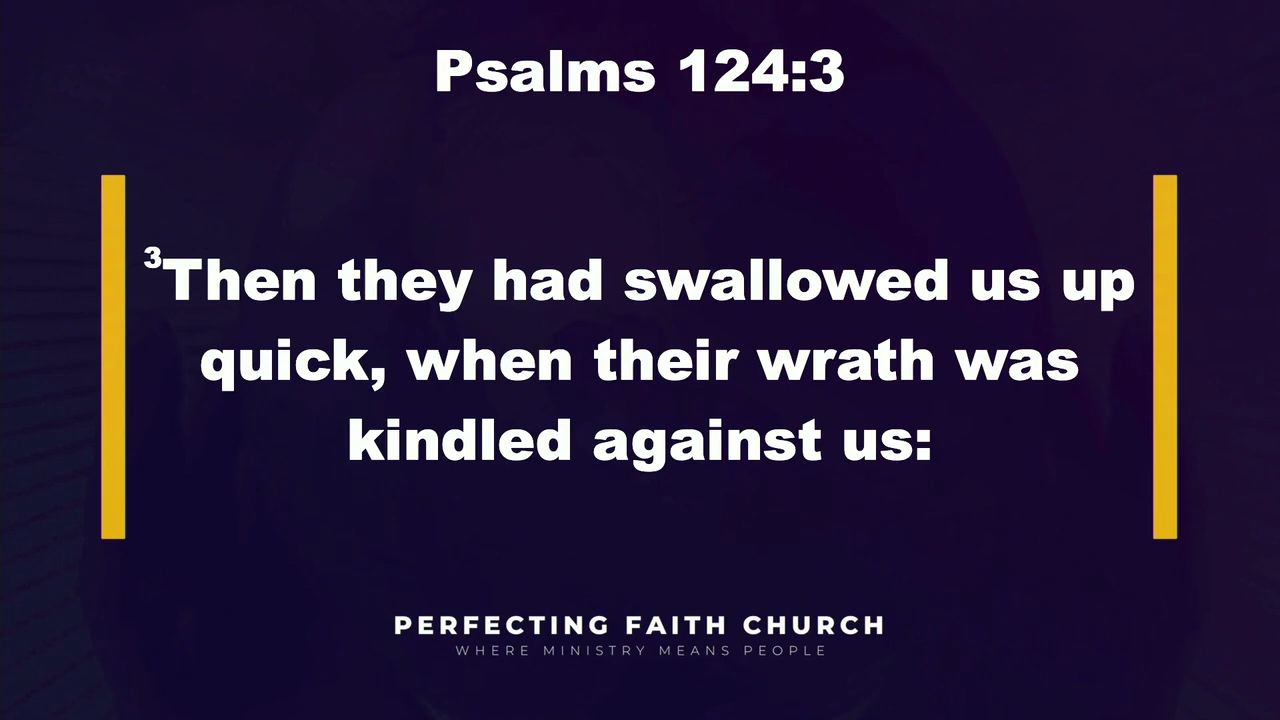 Psalms 124:3
³Then they had swallowed us up
quick, when their wrath was
kindled against us:
PERFECTING FAITH CHURCH
WHERE MINISTRY MEANS PEOPLE